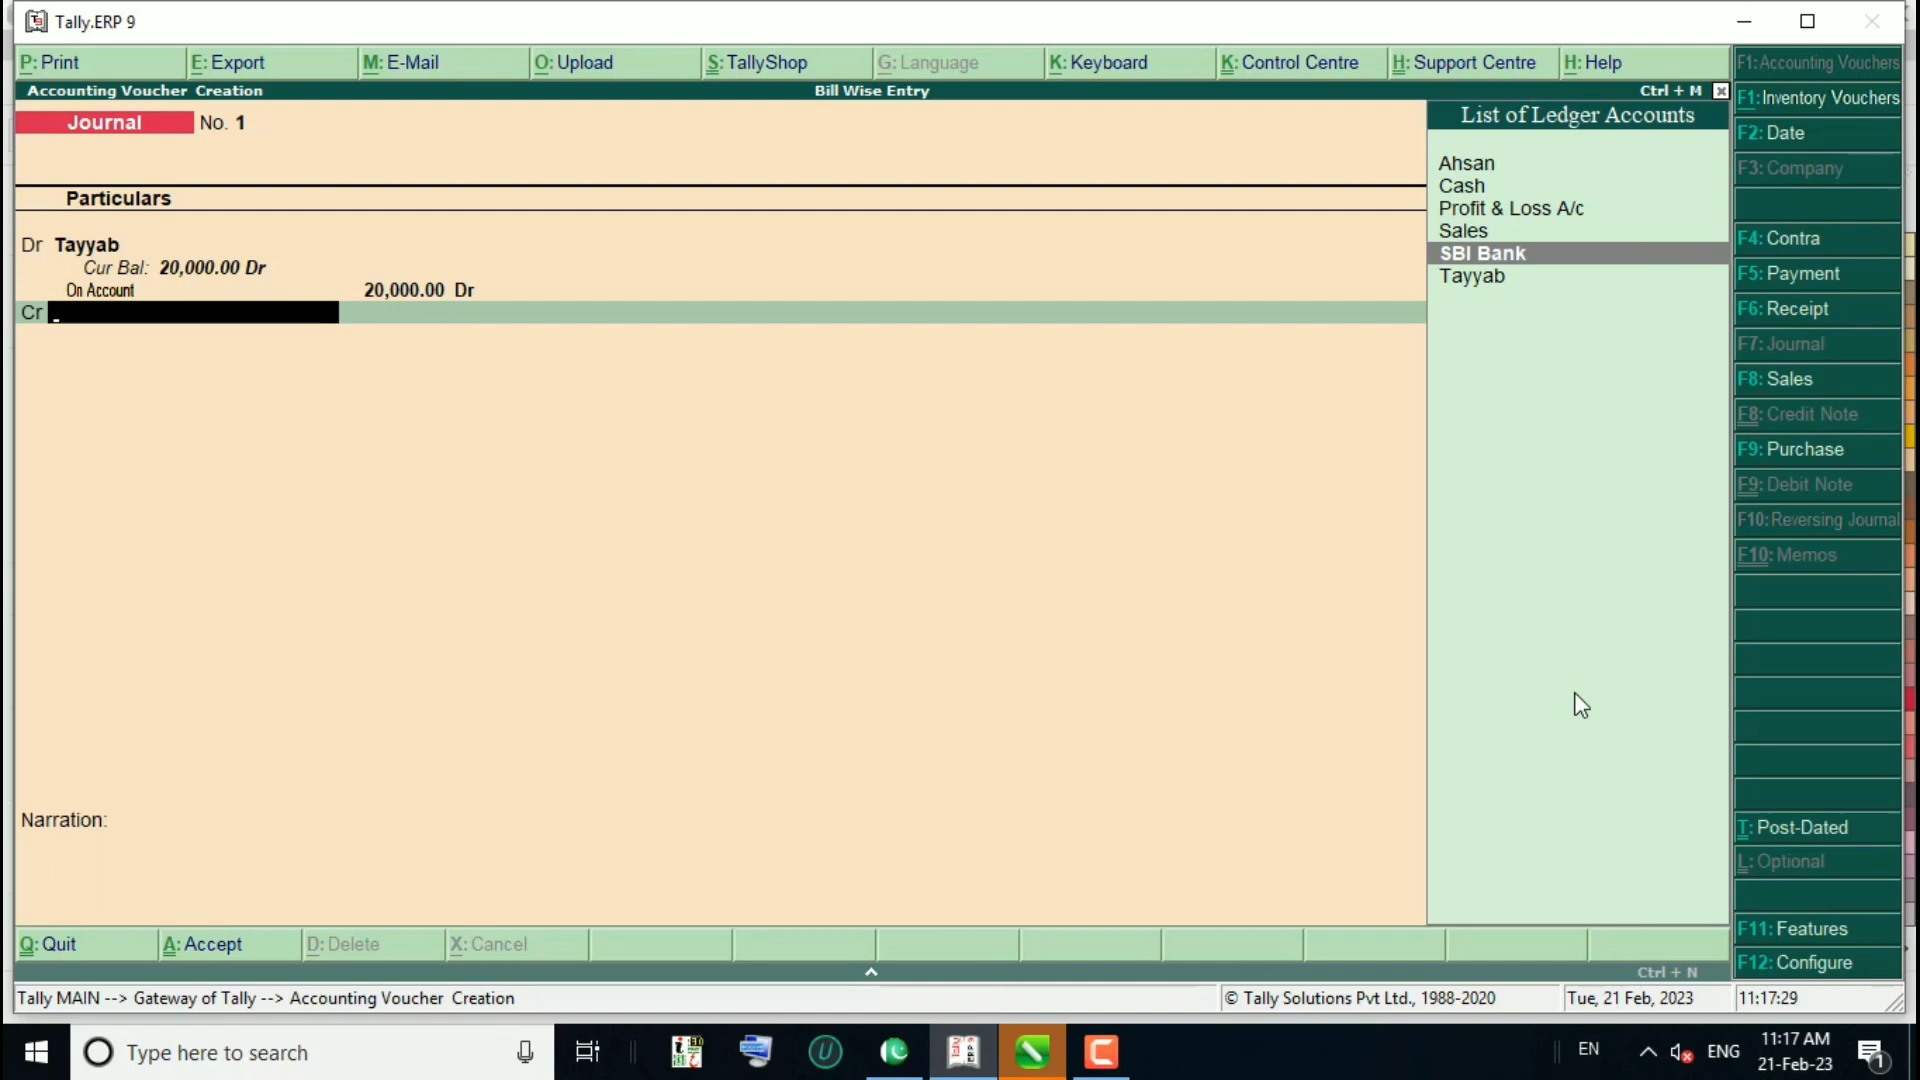 Tally.ERP 9
P: Print E: Export M: E-Mail O: Upload S: TallyShop G: Language K: Keyboard K: Control Centre H: Support Centre H: Help
Accounting Voucher Creation Bill Wise Entry Ctrl + M
Journal No. 1
Particulars
Dr Tayyab
Cur Bal: 20,000.00 Dr
On Account 20,000.00 Dr
Cr
Narration:
List of Ledger Accounts
Ahsan
Cash
Profit & Loss A/c
Sales
SBI Bank
Tayyab
F1: Accounting Vouchers
F1: Inventory Vouchers
F2: Date
F3: Company
F4: Contra
F5: Payment
F6: Receipt
F7: Journal
F8: Sales
F8: Credit Note
F9: Purchase
F9: Debit Note
F10: Reversing Journal
F10: Memos
T: Post-Dated
L: Optional
F11: Features
F12: Configure
Q: Quit A: Accept D: Delete X: Cancel
Ctrl + N
Tally MAIN --> Gateway of Tally --> Accounting Voucher Creation © Tally Solutions Pvt Ltd., 1988-2020 Tue, 21 Feb, 2023 11:17:29
Type here to search
EN
ENG
11:17 AM
21-Feb-23
1